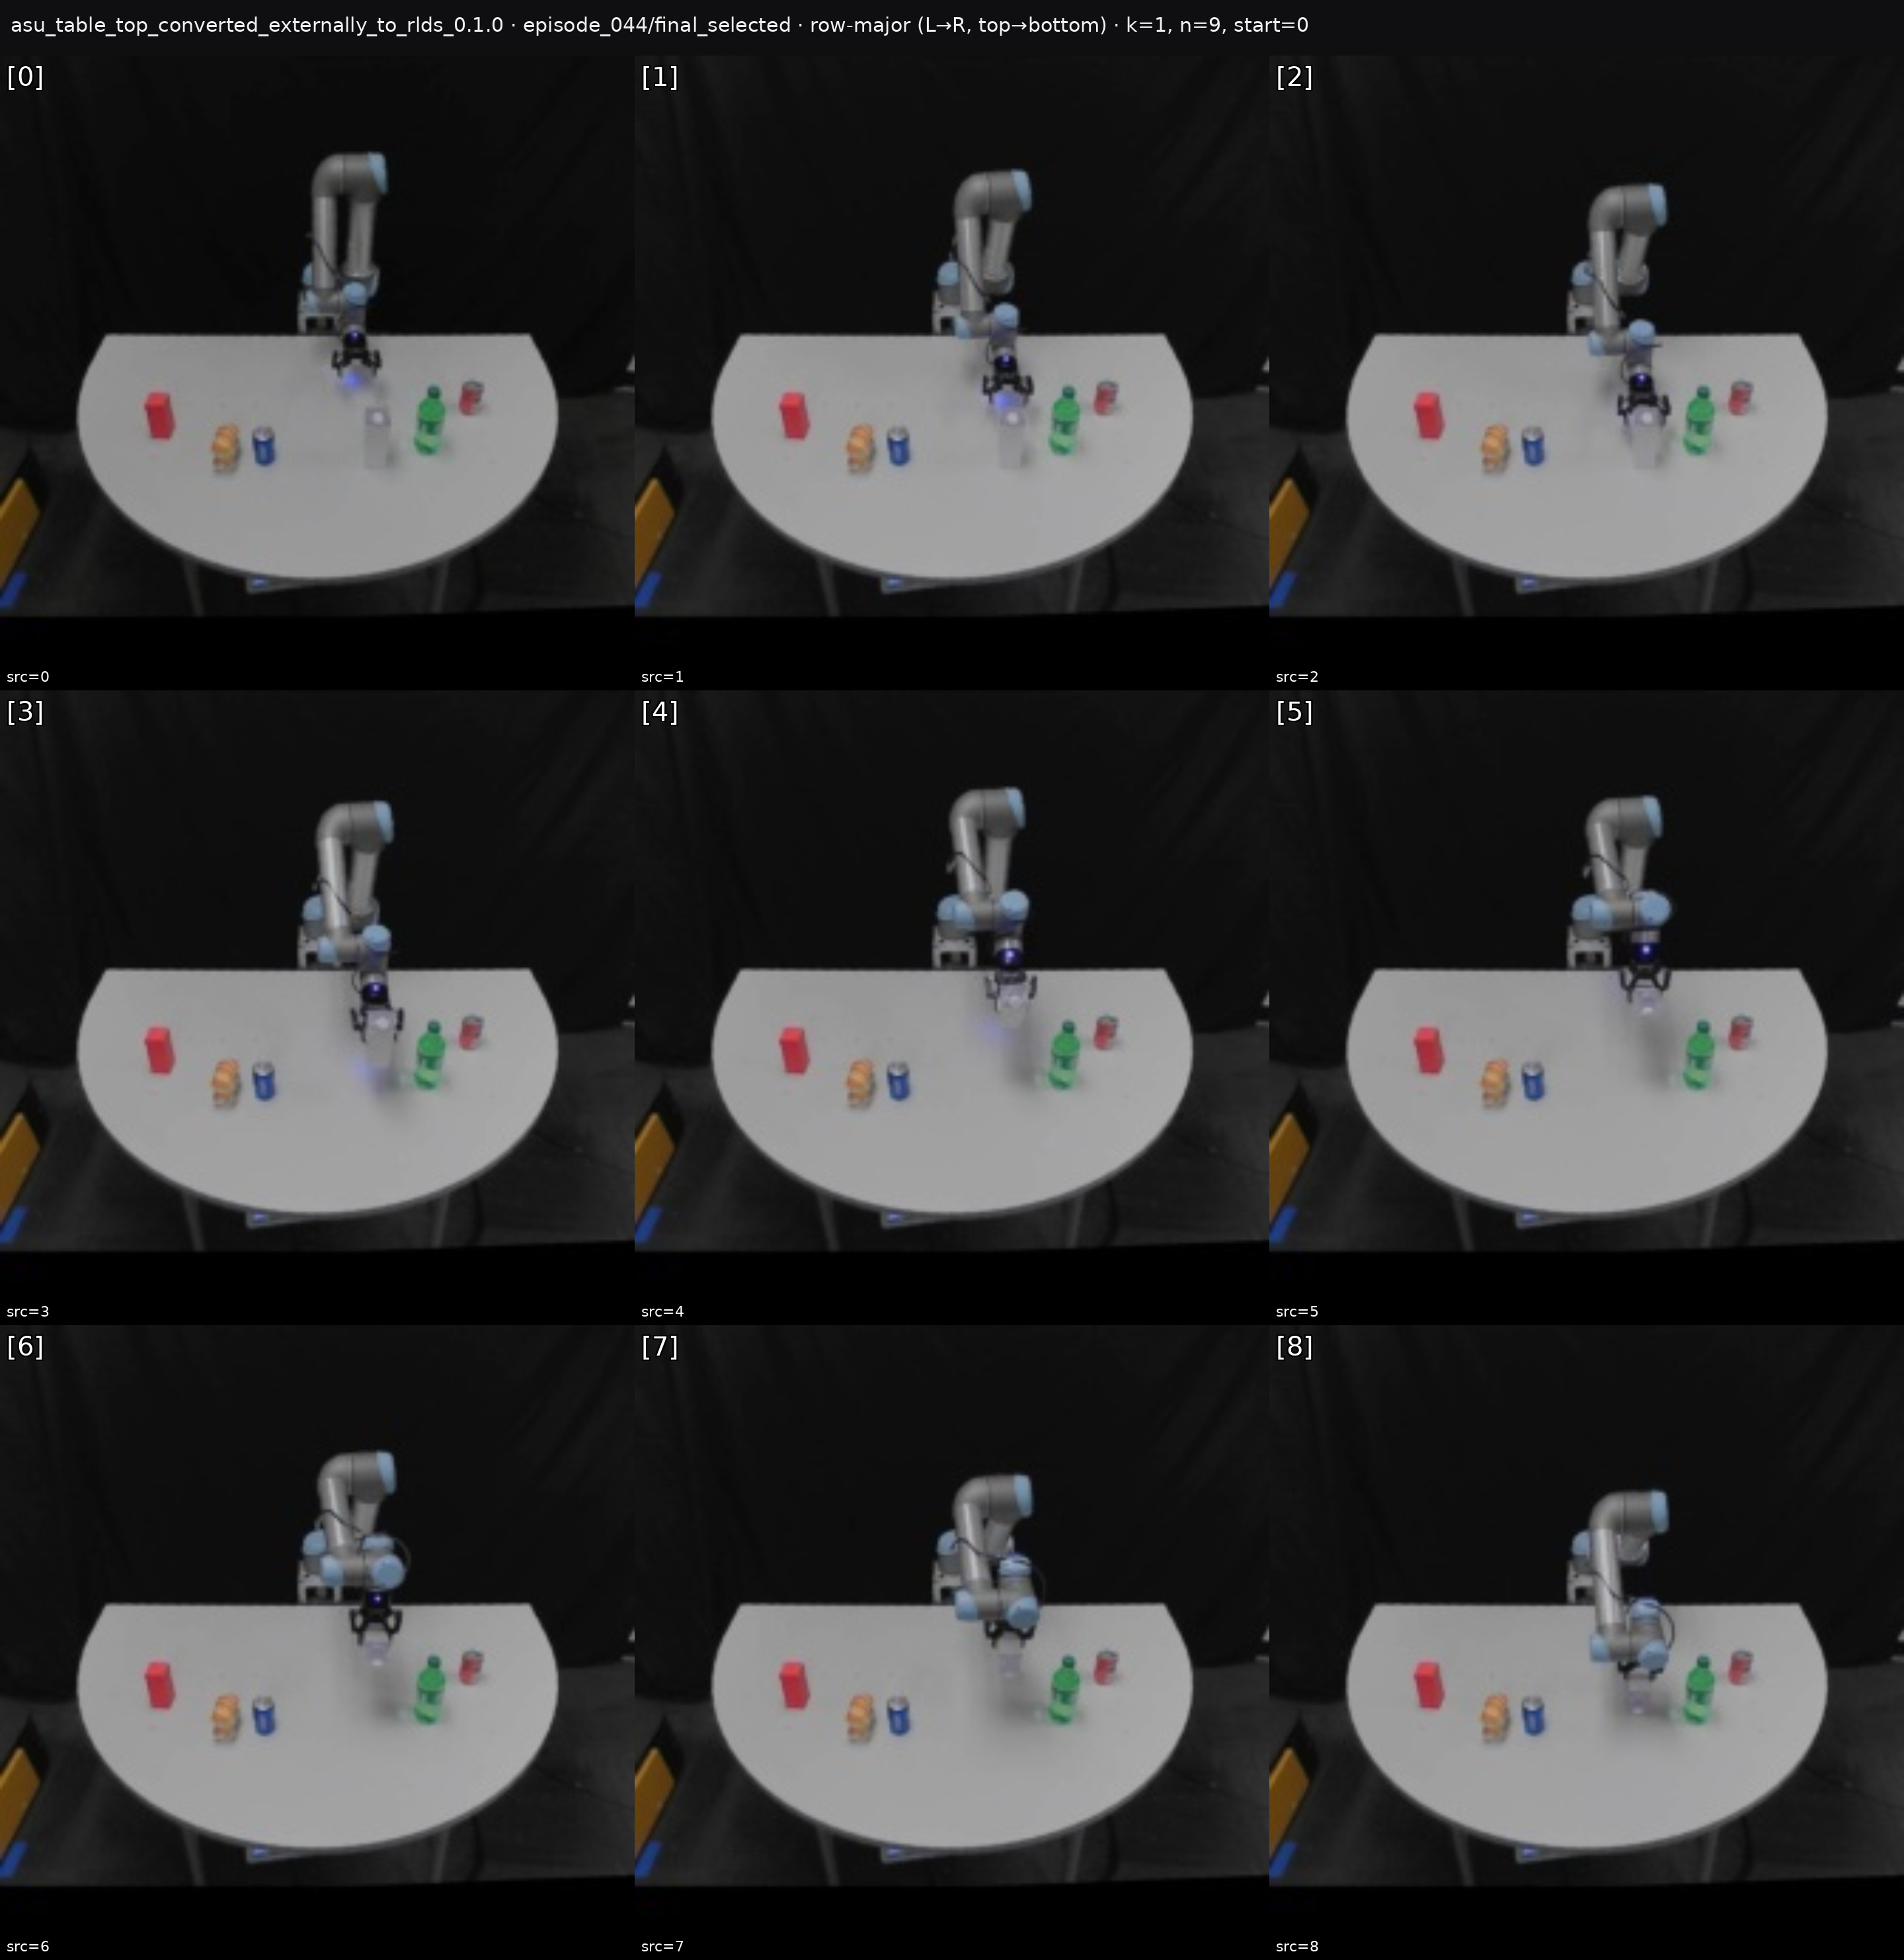 asu_table_top_converted_externally_to_rlds_0.1.0 · episode_044/final_selected · row-major (L→R, top→bottom) · k=1, n=9, start=0
[0]
[1]
[2]
src=0
src=1
src=2
[3]
[4]
[5]
src=3
src=4
src=5
[6]
[7]
[8]
src=6
src=7
src=8